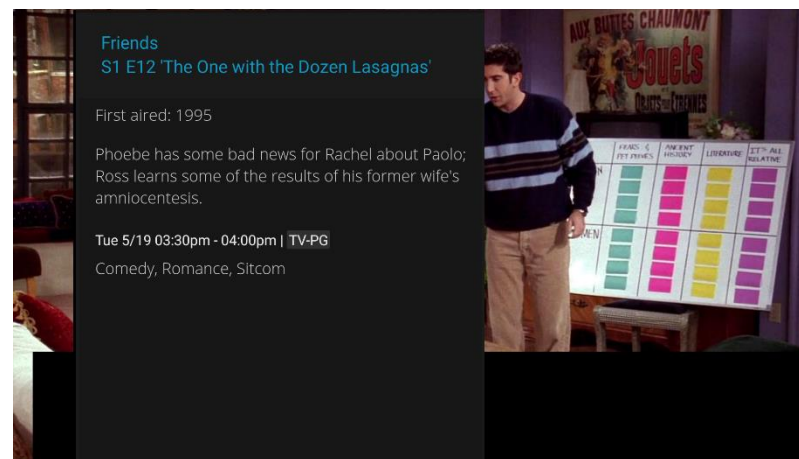 Friends
S1 E12 'The One with the Dozen Lasagnas'
First aired: 1995
Phoebe has some bad news for Rachel about Paolo;
Ross learns some of the results of his former wife's
amniocentesis.
Tue 5/19 03:30pm - 04:00pm | TV-PG
Comedy, Romance, Sitcom
AUX BUTTES CHAUMONT
Jouets
OBJETS POUR ETRENNES
FEARS &
PET PEEVES
ANCIENT
HISTORY
LITERATURE
IT'S ALL
RELATIVE
MEN